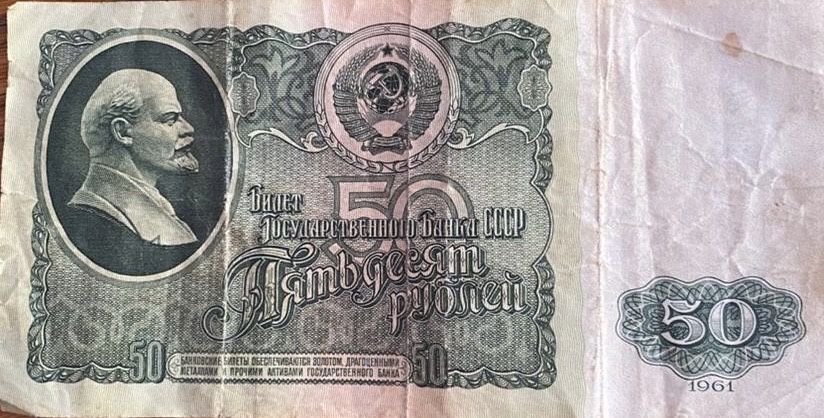 50
Билет
Государственного Банка СССР
Пятьдесят
рублей
50
БАНКОВСКИЕ БИЛЕТЫ ОБЕСПЕЧИВАЮТСЯ ЗОЛОТОМ, ДРАГОЦЕННЫМИ
МЕТАЛЛАМИ И ПРОЧИМИ АКТИВАМИ ГОСУДАРСТВЕННОГО БАНКА
50
50
1961